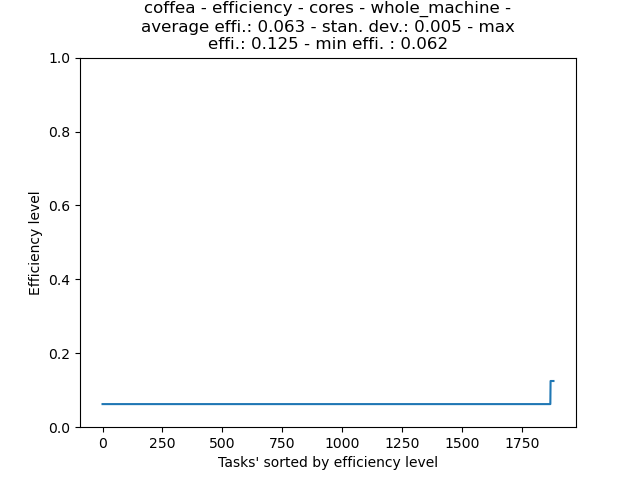 coffea - efficiency - cores - whole_machine -
average effi.: 0.063 - stan. dev.: 0.005 - max
effi.: 0.125 - min effi. : 0.062
1.0
0.8
0.6
0.4
0.2
0.0
Efficiency level
0 250 500 750 1000 1250 1500 1750
Tasks' sorted by efficiency level